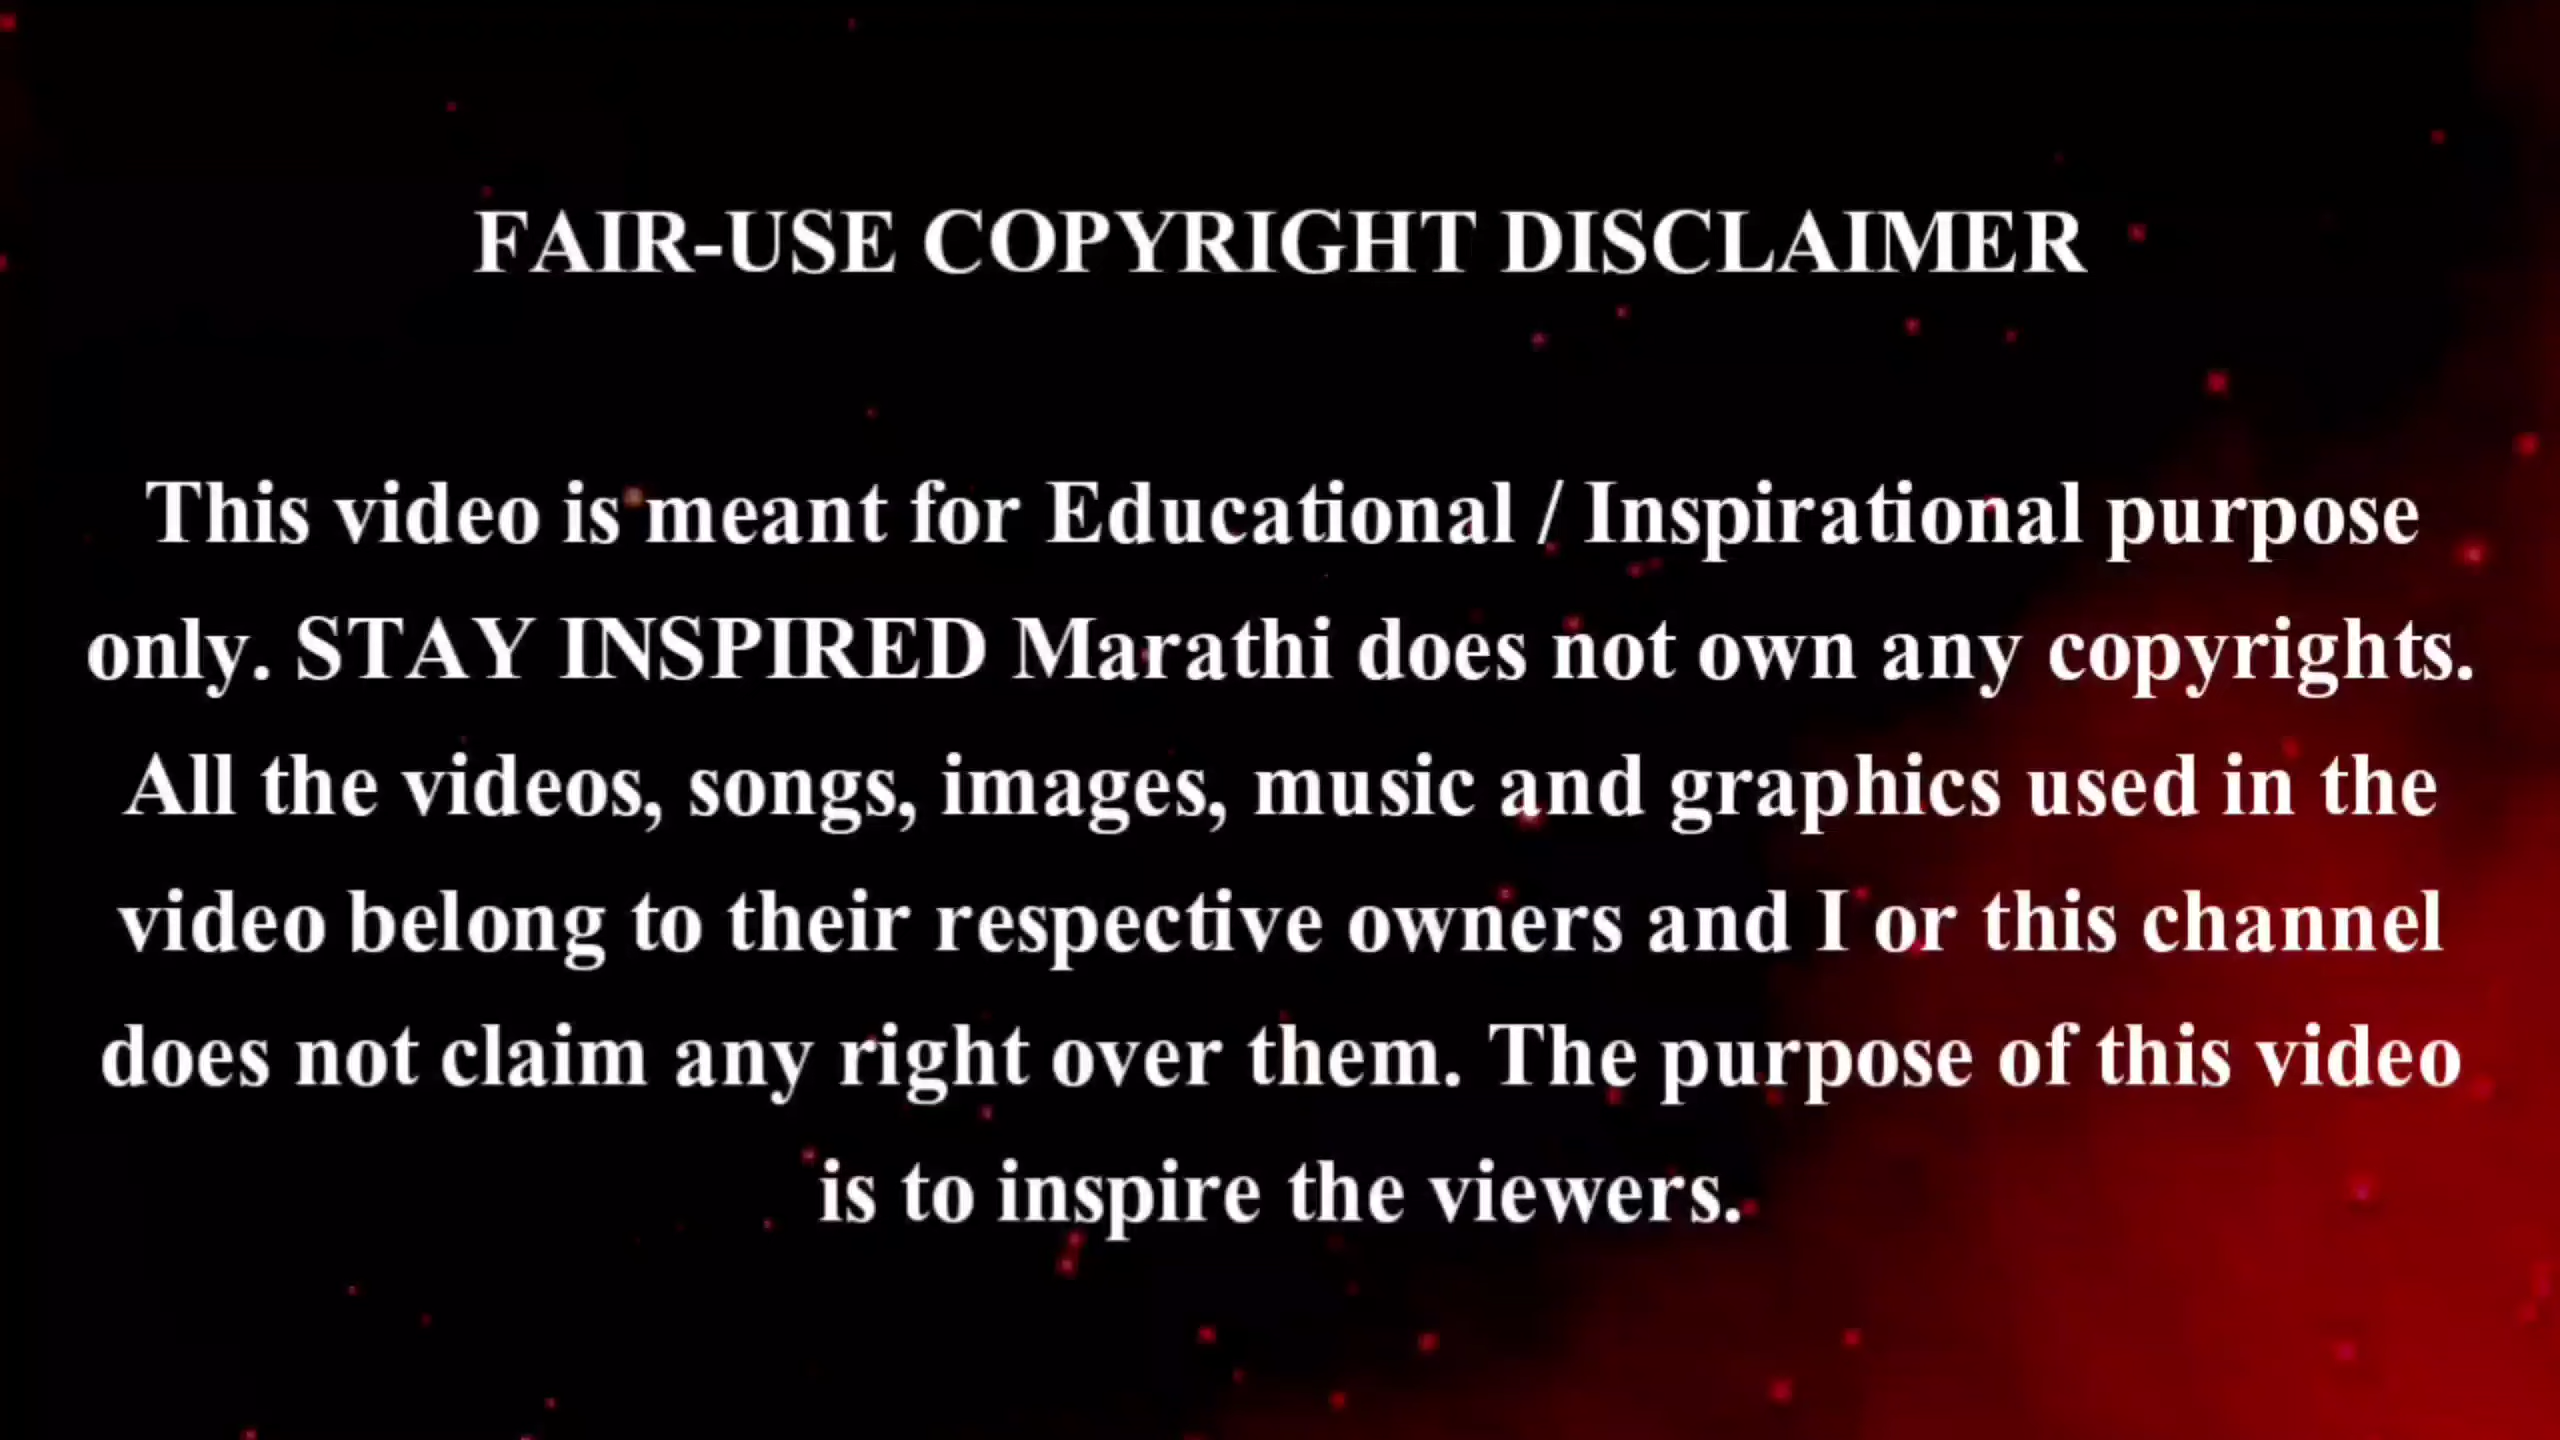 FAIR-USE COPYRIGHT DISCLAIMER
This video is meant for Educational / Inspirational purpose
only. STAY INSPIRED Marathi does not own any copyrights.
All the videos, songs, images, music and graphics used in the
video belong to their respective owners and I or this channel
does not claim any right over them. The purpose of this video
is to inspire the viewers.